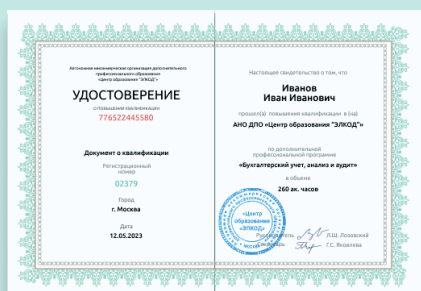 Автономная некоммерческая организация дополнительного
профессионального образования
«Центр образования "ЭЛКОД"»
УДОСТОВЕРЕНИЕ
о повышении квалификации
776522445580
Документ о квалификации
Регистрационный
номер
02379
Город
г. Москва
Дата
12.05.2023
Настоящее свидетельство о том, что
Иванов
Иван Иванович
прошел(а) повышение квалификации в (на)
АНО ДПО «Центр образования "ЭЛКОД"»
по дополнительной
профессиональной программе
«Бухгалтерский учет, анализ и аудит»
в объеме
260 ак. часов
«Центр
образования
«ЭЛКОД»
Руководитель Л.Ш. Лозовский
Секретарь Г.С. Яковлева